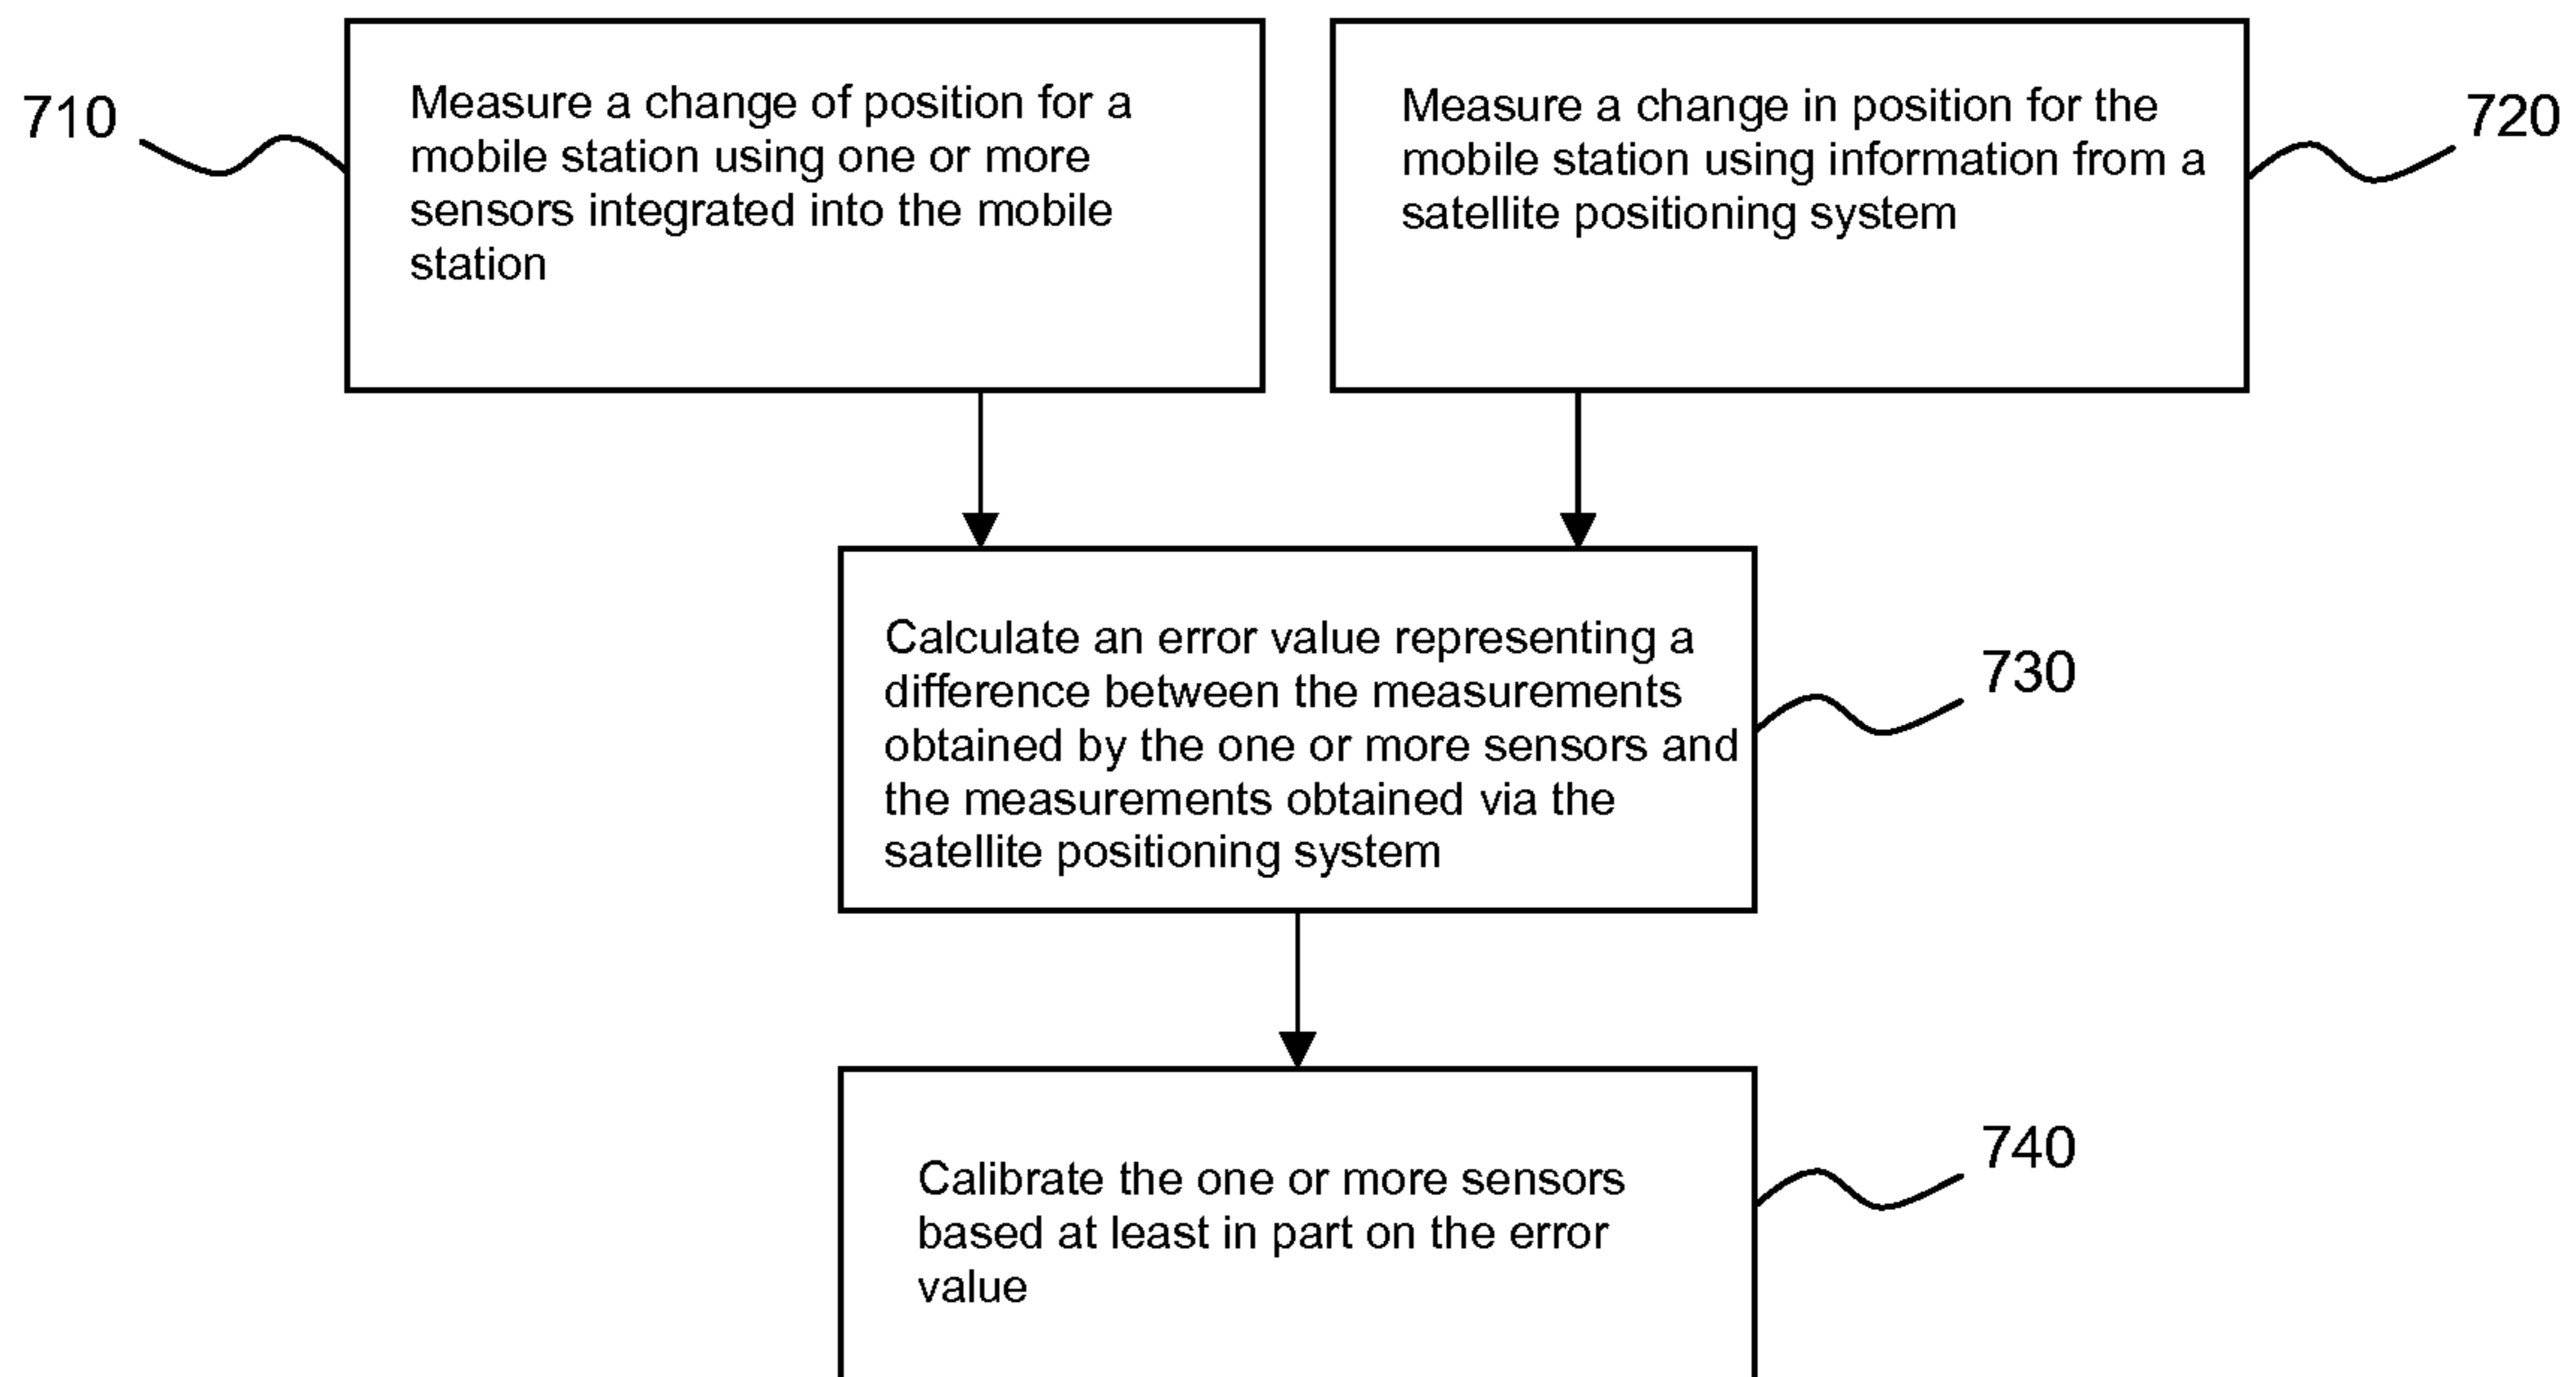 710
Measure a change of position for a
mobile station using one or more
sensors integrated into the mobile
station
Measure a change in position for the
mobile station using information from a
satellite positioning system
720
Calculate an error value representing a
difference between the measurements
obtained by the one or more sensors and
the measurements obtained via the
satellite positioning system
730
Calibrate the one or more sensors
based at least in part on the error
value
740